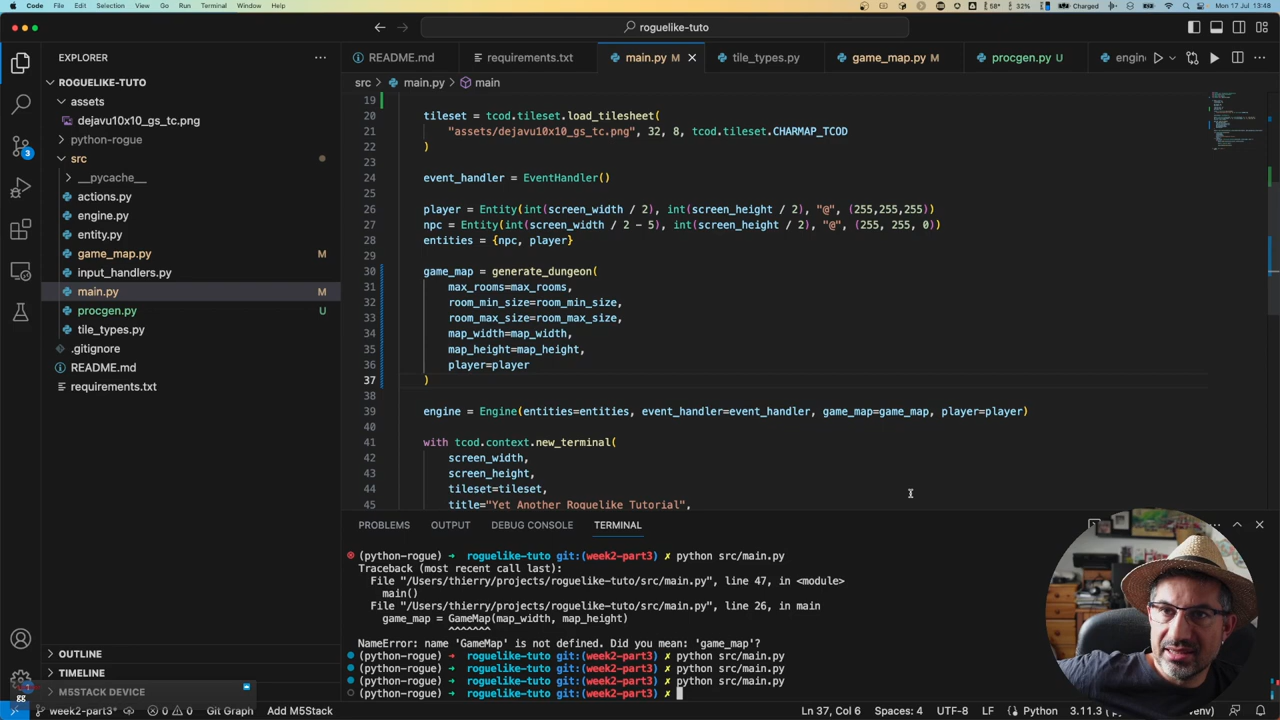 Code File Edit Selection View Go Run Terminal Window Help 58° 32% Charged Mon 17 Jul 13:48
roguelike-tuto
EXPLORER
README.md requirements.txt main.py M tile_types.py game_map.py M procgen.py U engin
src > main.py > main
ROGUELIKE-TUTO
assets
dejavu10x10_gs_tc.png
python-rogue
src
__pycache__
actions.py
engine.py
entity.py
game_map.py M
input_handlers.py
main.py M
procgen.py U
tile_types.py
.gitignore
README.md
requirements.txt
OUTLINE
TIMELINE
M5STACK DEVICE
3
19
20 tileset = tcod.tileset.load_tilesheet(
21 "assets/dejavu10x10_gs_tc.png", 32, 8, tcod.tileset.CHARMAP_TCOD
22 )
23
24 event_handler = EventHandler()
25
26 player = Entity(int(screen_width / 2), int(screen_height / 2), "@", (255,255,255))
27 npc = Entity(int(screen_width / 2 - 5), int(screen_height / 2), "@", (255, 255, 0))
28 entities = {npc, player}
29
30 game_map = generate_dungeon(
31 max_rooms=max_rooms,
32 room_min_size=room_min_size,
33 room_max_size=room_max_size,
34 map_width=map_width,
35 map_height=map_height,
36 player=player
37 )
38
39 engine = Engine(entities=entities, event_handler=event_handler, game_map=game_map, player=player)
40
41 with tcod.context.new_terminal(
42 screen_width,
43 screen_height,
44 tileset=tileset,
45 title="Yet Another Roguelike Tutorial",
PROBLEMS OUTPUT DEBUG CONSOLE TERMINAL
(python-rogue) ➜ roguelike-tuto git:(week2-part3) ✗ python src/main.py
Traceback (most recent call last):
File "/Users/thierry/projects/roguelike-tuto/src/main.py", line 47, in <module>
main()
File "/Users/thierry/projects/roguelike-tuto/src/main.py", line 26, in main
game_map = GameMap(map_width, map_height)
^^^^^^^
NameError: name 'GameMap' is not defined. Did you mean: 'game_map'?
(python-rogue) ➜ roguelike-tuto git:(week2-part3) ✗ python src/main.py
(python-rogue) ➜ roguelike-tuto git:(week2-part3) ✗ python src/main.py
(python-rogue) ➜ roguelike-tuto git:(week2-part3) ✗ python src/main.py
(python-rogue) ➜ roguelike-tuto git:(week2-part3) ✗
week2-part3* 0 0 Git Graph Add M5Stack Ln 37, Col 6 Spaces: 4 UTF-8 LF Python 3.11.3